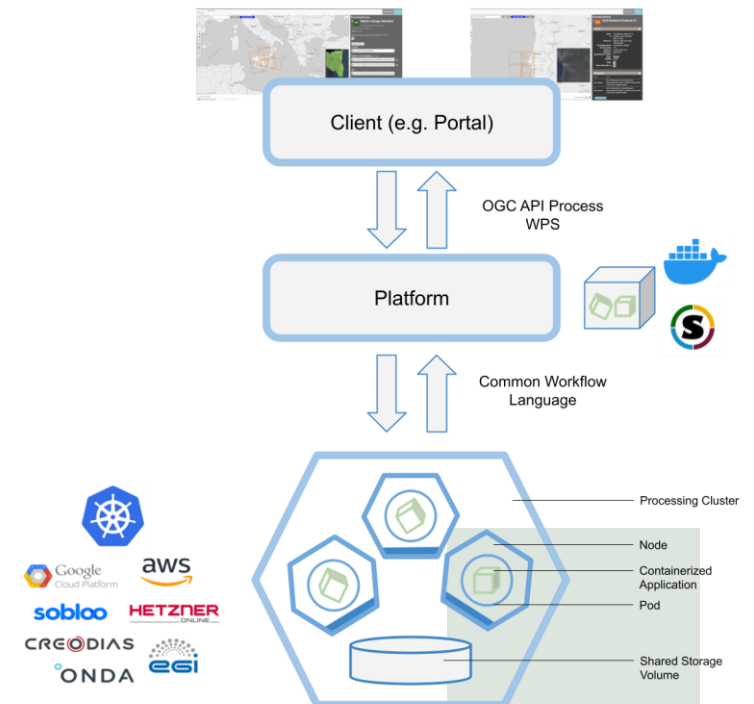 Client (e.g. Portal)
OGC API Process
WPS
Platform
S
Common Workflow
Language
Processing Cluster
Node
Containerized
Application
Pod
Shared Storage
Volume
Google
Cloud Platform
aws
sobloo
HETZNER
ONLINE
CREODIAS
egi
ONDA